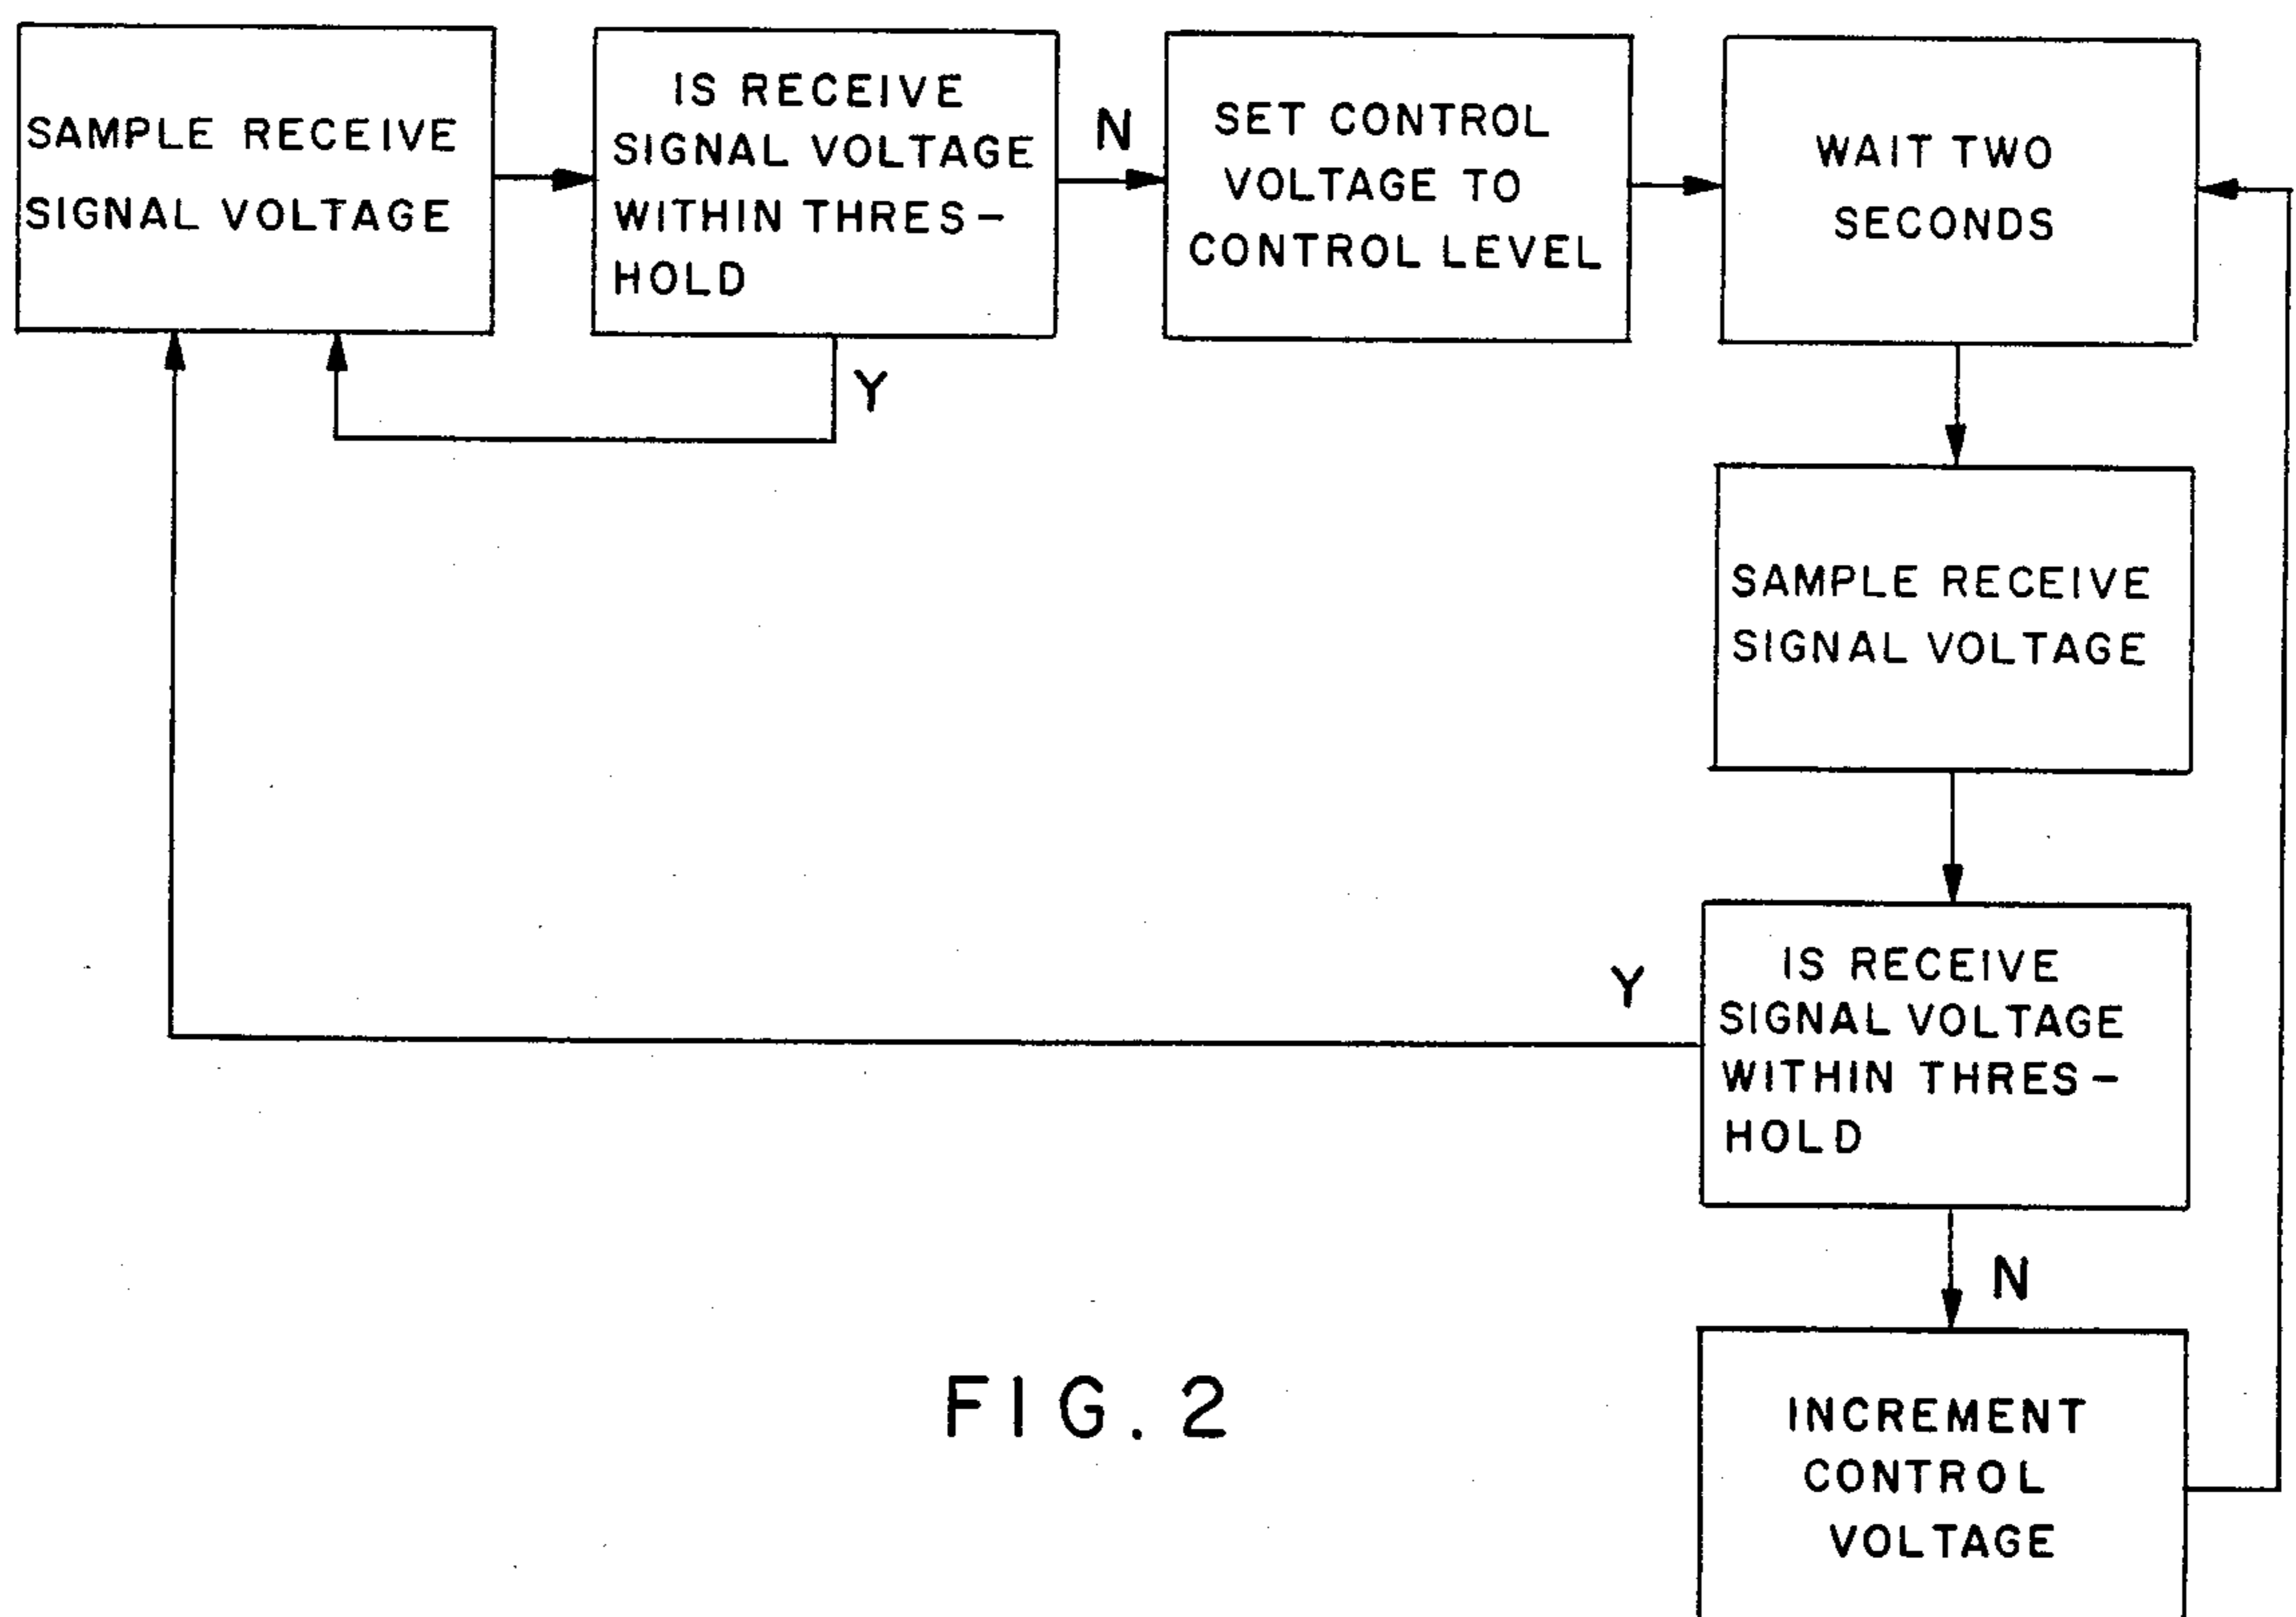 SAMPLE RECEIVE
SIGNAL VOLTAGE
IS RECEIVE
SIGNAL VOLTAGE
WITHIN THRES-
HOLD
N
Y
SET CONTROL
VOLTAGE TO
CONTROL LEVEL
WAIT TWO
SECONDS
SAMPLE RECEIVE
SIGNAL VOLTAGE
IS RECEIVE
SIGNAL VOLTAGE
WITHIN THRES-
HOLD
Y
N
INCREMENT
CONTROL
VOLTAGE
FIG. 2